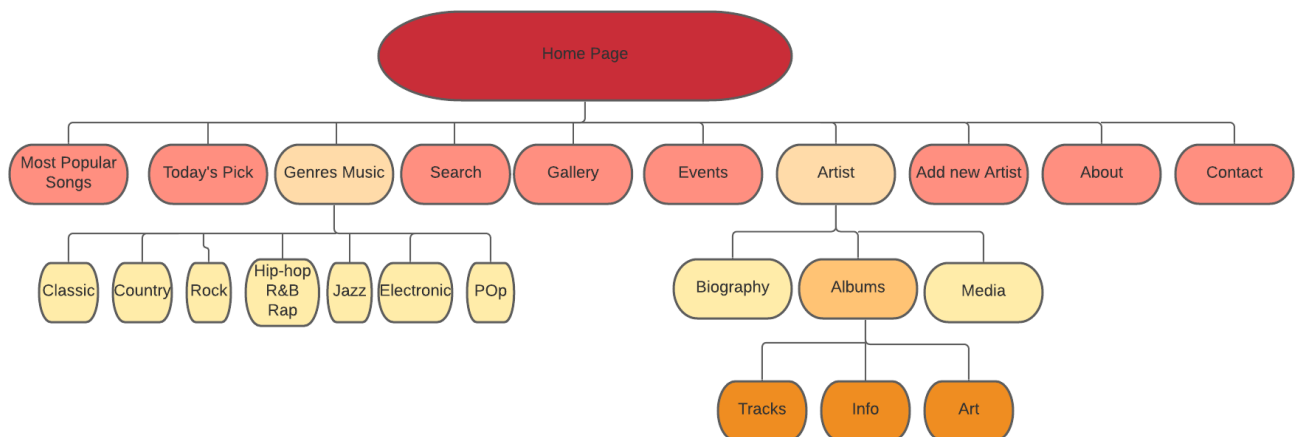 Home Page
Most Popular
Songs
Today's Pick
Genres Music
Search
Gallery
Events
Artist
Add new Artist
About
Contact
Classic
Country
Rock
Hip-hop
R&B
Rap
Jazz
Electronic
POp
Biography
Albums
Media
Tracks
Info
Art